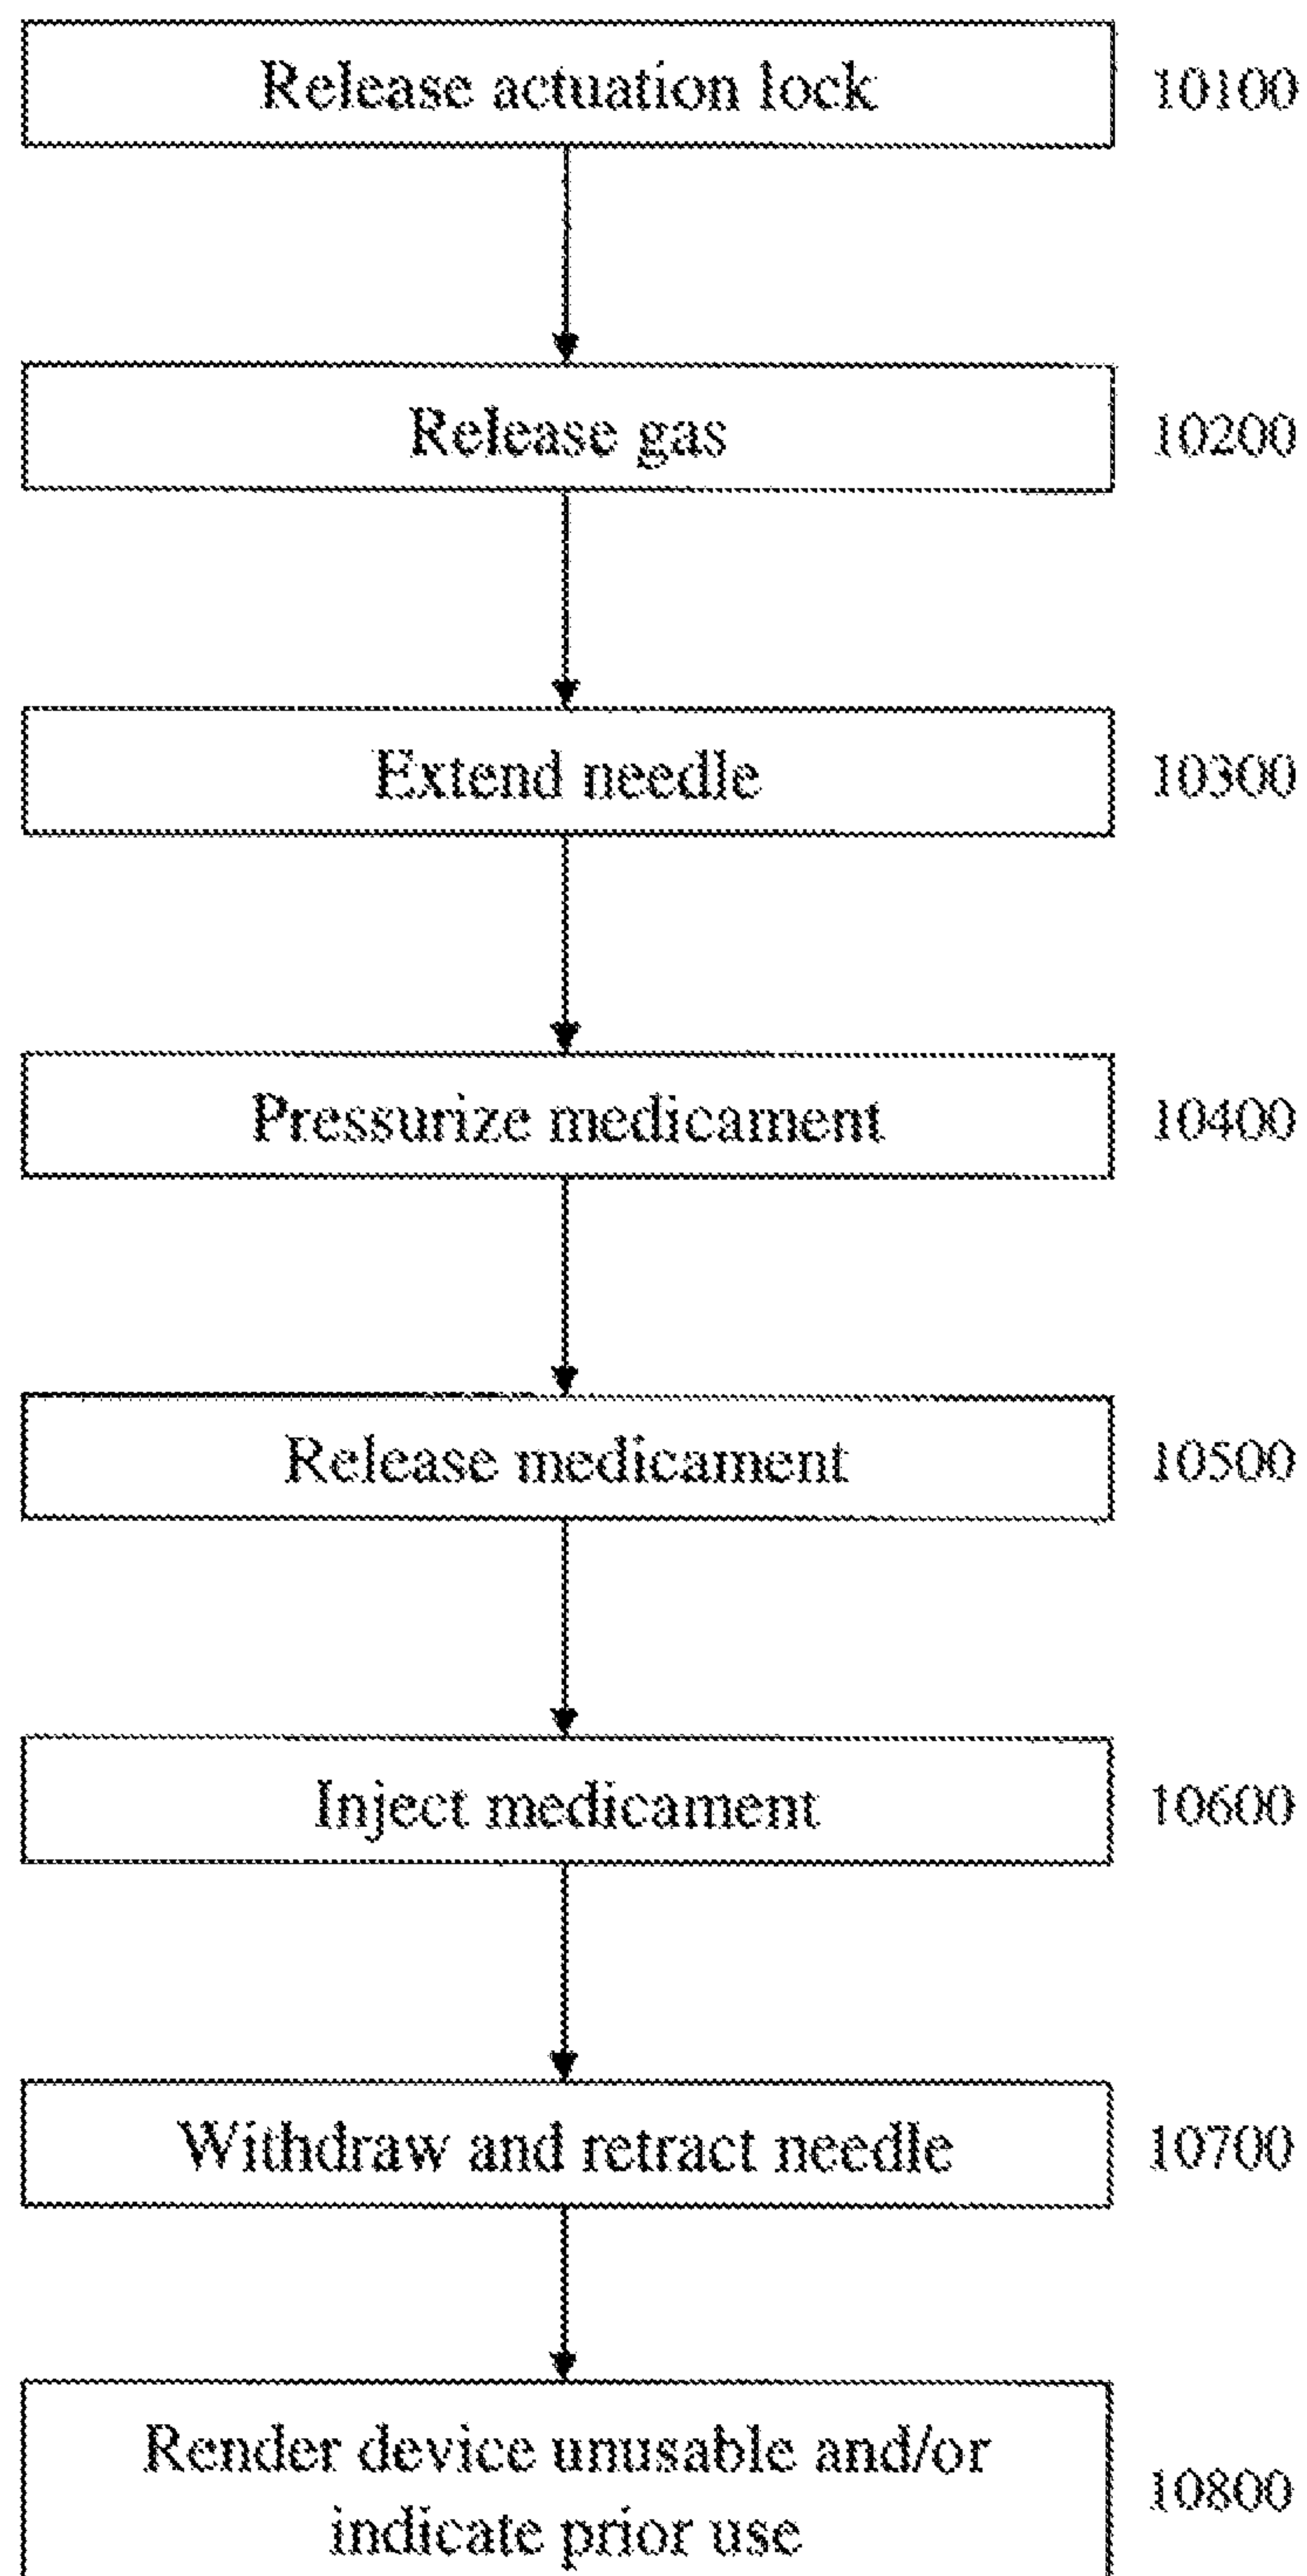 Release actuation lock 10100
Release gas 10200
Extend needle 10300
Pressurize medicament 10400
Release medicament 10500
Inject medicament 10600
Withdraw and retract needle 10700
Render device unusable and/or
indicate prior use
10800